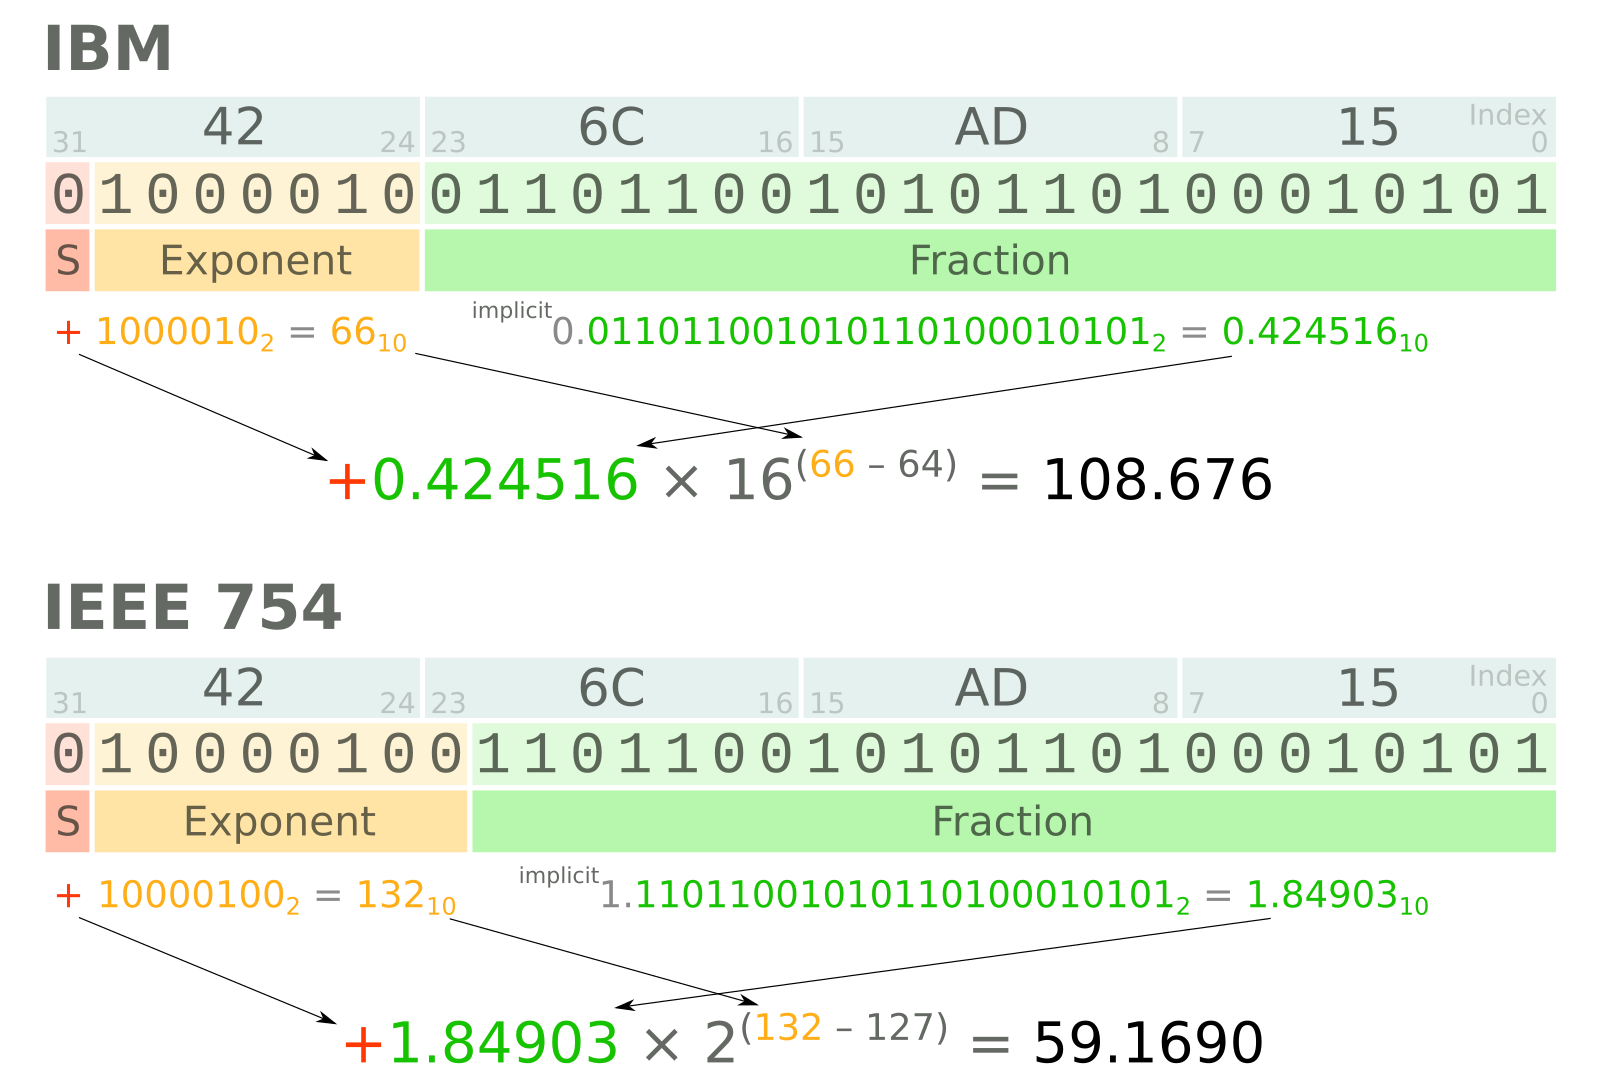 IBM
42 6C AD 15 Index
31 24 23 16 15 8 7 0
0 1 0 0 0 0 1 0 0 1 1 0 1 1 0 0 1 0 1 0 1 1 0 1 0 0 0 1 0 1 0 1
S Exponent Fraction
+ 1000010₂ = 66₁₀ implicit 0.011011001010110100010101₂ = 0.424516₁₀
+0.424516 × 16⁽⁶⁶ ⁻ ⁶⁴⁾ = 108.676
IEEE 754
42 6C AD 15 Index
31 24 23 16 15 8 7 0
0 1 0 0 0 0 1 0 0 1 1 0 1 1 0 0 1 0 1 0 1 1 0 1 0 0 0 1 0 1 0 1
S Exponent Fraction
+ 10000100₂ = 132₁₀ implicit 1.11011001010110100010101₂ = 1.84903₁₀
+1.84903 × 2⁽¹³² ⁻ ¹²⁷⁾ = 59.1690